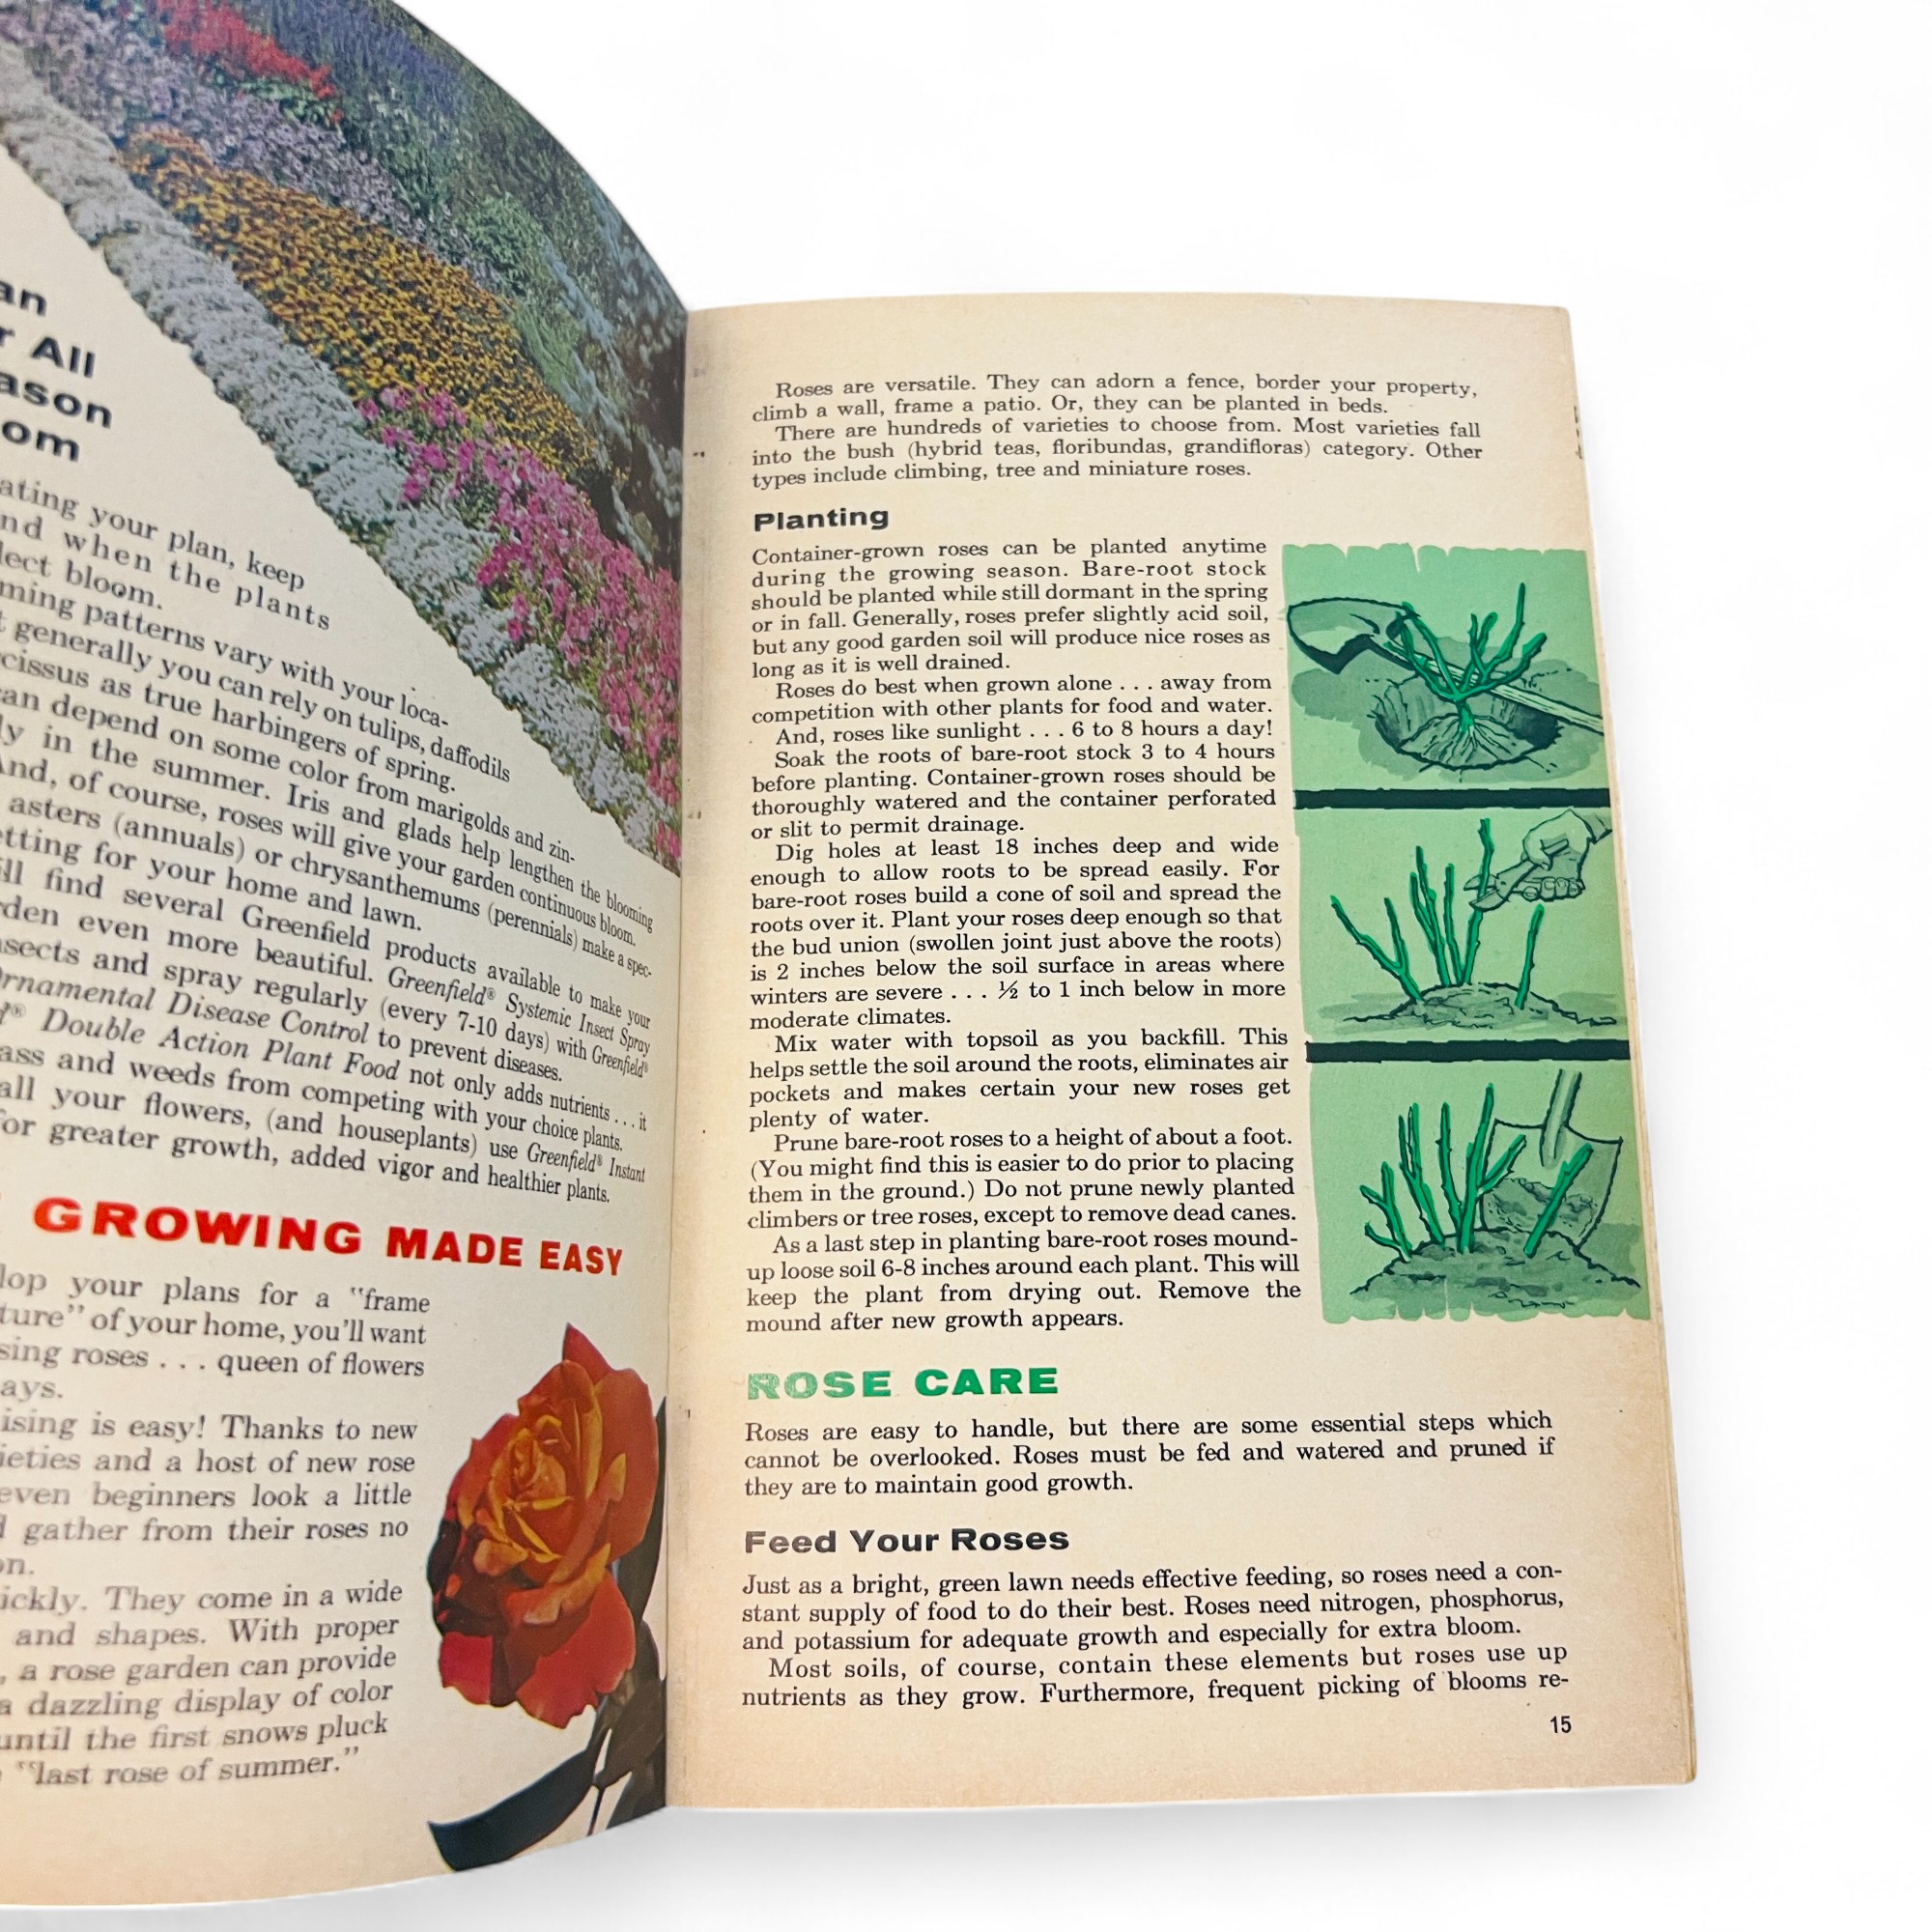 an
r All
ason
om
ating your plan, keep
nd when the plants
lect bloom.
ming patterns vary with your loca-
t generally you can rely on tulips, daffodils
cissus as true harbingers of spring.
an depend on some color from marigolds and zin-
ly in the summer. Iris and glads help lengthen the blooming
And, of course, roses will give your garden continuous bloom.
asters (annuals) or chrysanthemums (perennials) make a spec-
etting for your home and lawn.
ill find several Greenfield products available to make your
rden even more beautiful. Greenfield® Systemic Insect Spray
nsects and spray regularly (every 7-10 days) with Greenfield®
Ornamental Disease Control to prevent diseases.
d® Double Action Plant Food not only adds nutrients . . . it
ass and weeds from competing with your choice plants.
all your flowers, (and houseplants) use Greenfield® Instant
for greater growth, added vigor and healthier plants.
GROWING MADE EASY
lop your plans for a "frame
ture" of your home, you'll want
sing roses . . . queen of flowers
ays.
ising is easy! Thanks to new
ieties and a host of new rose
even beginners look a little
d gather from their roses no
on.
ickly. They come in a wide
and shapes. With proper
, a rose garden can provide
a dazzling display of color
until the first snows pluck
"last rose of summer."
Roses are versatile. They can adorn a fence, border your property,
climb a wall, frame a patio. Or, they can be planted in beds.
There are hundreds of varieties to choose from. Most varieties fall
into the bush (hybrid teas, floribundas, grandifloras) category. Other
types include climbing, tree and miniature roses.
Planting
Container-grown roses can be planted anytime
during the growing season. Bare-root stock
should be planted while still dormant in the spring
or in fall. Generally, roses prefer slightly acid soil,
but any good garden soil will produce nice roses as
long as it is well drained.
Roses do best when grown alone . . . away from
competition with other plants for food and water.
And, roses like sunlight . . . 6 to 8 hours a day!
Soak the roots of bare-root stock 3 to 4 hours
before planting. Container-grown roses should be
thoroughly watered and the container perforated
or slit to permit drainage.
Dig holes at least 18 inches deep and wide
enough to allow roots to be spread easily. For
bare-root roses build a cone of soil and spread the
roots over it. Plant your roses deep enough so that
the bud union (swollen joint just above the roots)
is 2 inches below the soil surface in areas where
winters are severe . . . ½ to 1 inch below in more
moderate climates.
Mix water with topsoil as you backfill. This
helps settle the soil around the roots, eliminates air
pockets and makes certain your new roses get
plenty of water.
Prune bare-root roses to a height of about a foot.
(You might find this is easier to do prior to placing
them in the ground.) Do not prune newly planted
climbers or tree roses, except to remove dead canes.
As a last step in planting bare-root roses mound-
up loose soil 6-8 inches around each plant. This will
keep the plant from drying out. Remove the
mound after new growth appears.
ROSE CARE
Roses are easy to handle, but there are some essential steps which
cannot be overlooked. Roses must be fed and watered and pruned if
they are to maintain good growth.
Feed Your Roses
Just as a bright, green lawn needs effective feeding, so roses need a con-
stant supply of food to do their best. Roses need nitrogen, phosphorus,
and potassium for adequate growth and especially for extra bloom.
Most soils, of course, contain these elements but roses use up
nutrients as they grow. Furthermore, frequent picking of blooms re-
15